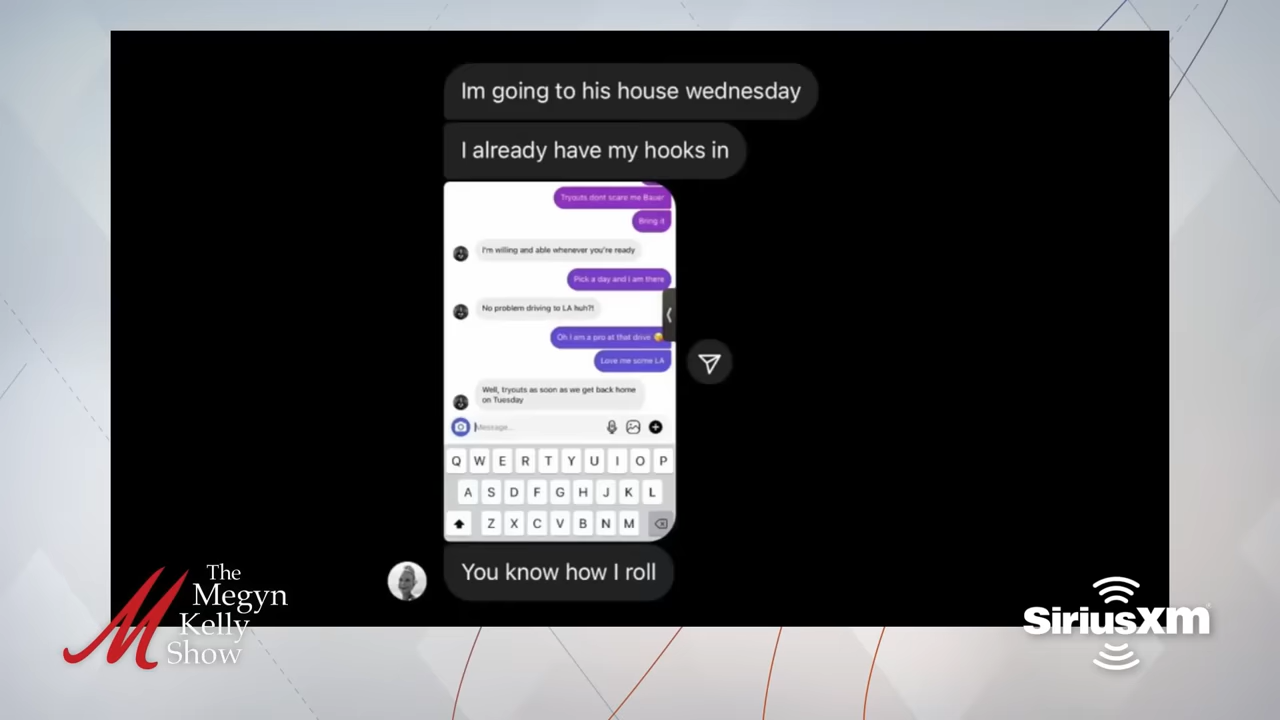 Im going to his house wednesday
I already have my hooks in
Tryouts dont scare me Bauer
Bring it
I'm willing and able whenever you're ready
Pick a day and I am there
No problem driving to LA huh?!
Oh I am a pro at that drive 😏
Love me some LA
Well, tryouts as soon as we get back home
on Tuesday
Message...
Q W E R T Y U I O P
A S D F G H J K L
Z X C V B N M
You know how I roll
The
Megyn
Kelly
Show
SiriusXM